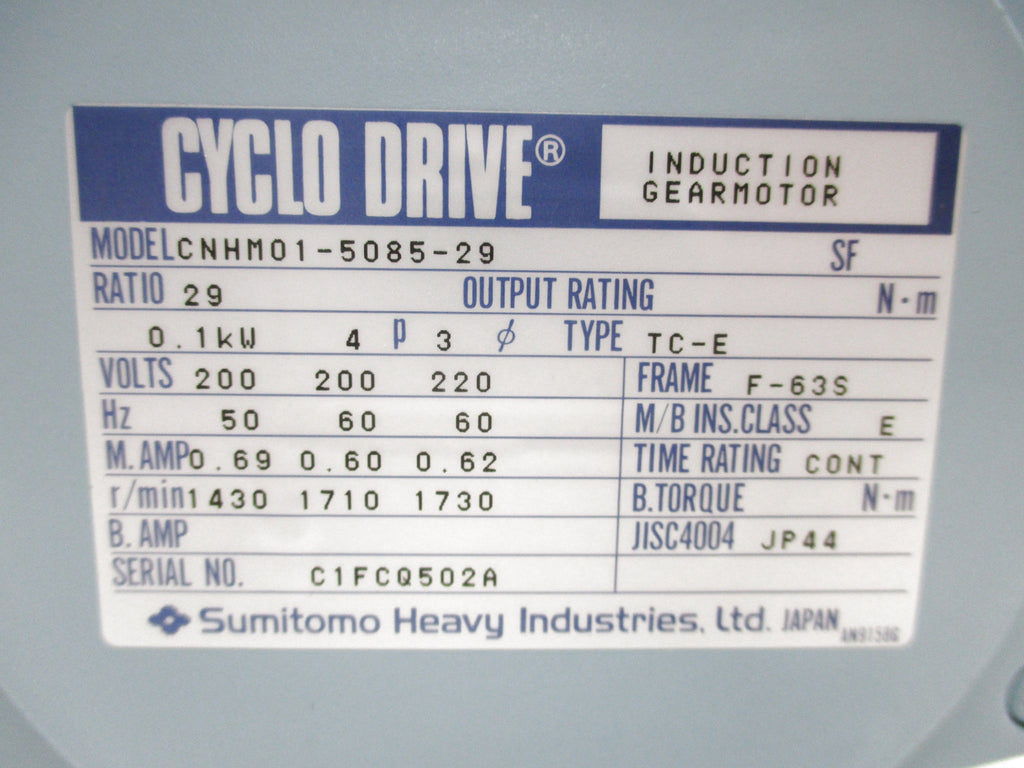 CYCLO DRIVE®
INDUCTION
GEARMOTOR
MODEL CNHM01-5085-29 SF
RATIO 29 OUTPUT RATING N·m
0.1kW 4 P 3 ϕ TYPE TC-E
VOLTS 200 200 220 FRAME F-63S
Hz 50 60 60 M/B INS.CLASS E
M.AMP 0.69 0.60 0.62 TIME RATING CONT
r/min 1430 1710 1730 B.TORQUE N·m
B.AMP JISC4004 JP44
SERIAL NO. C1FCQ502A
Sumitomo Heavy Industries, Ltd. JAPAN